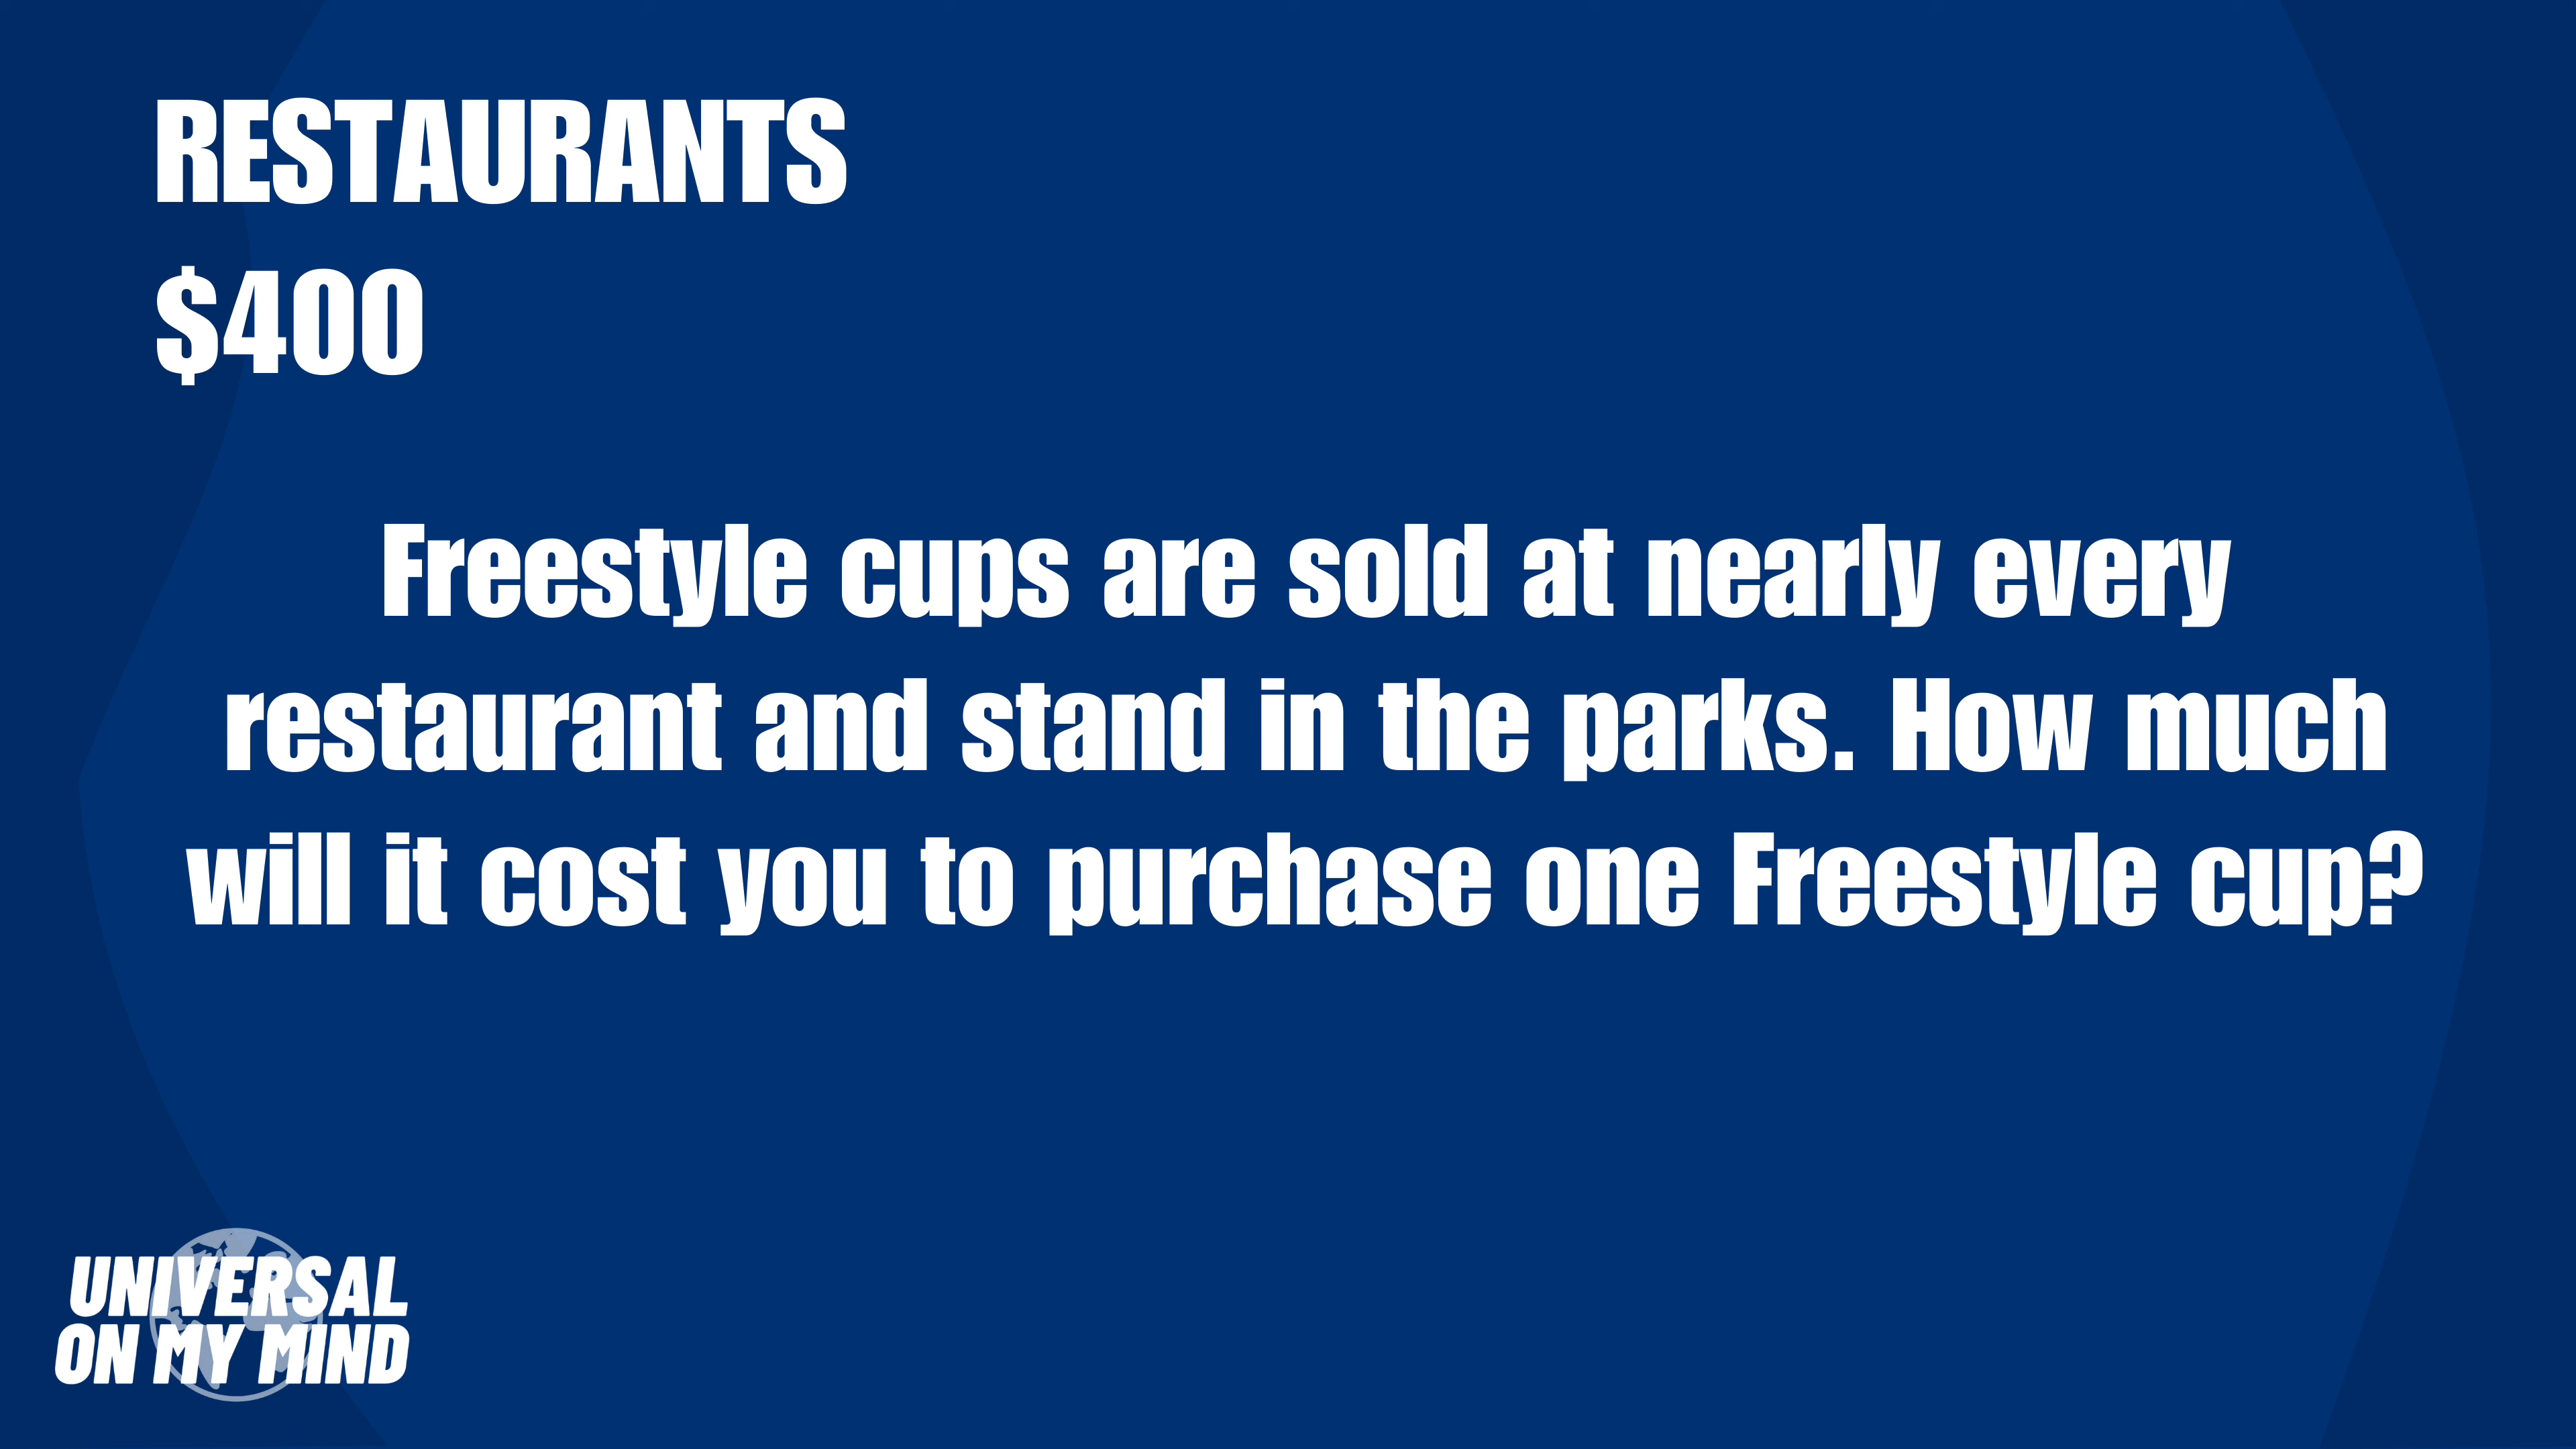 RESTAURANTS
$400
Freestyle cups are sold at nearly every
restaurant and stand in the parks. How much
will it cost you to purchase one Freestyle cup?
UNIVERSAL
ON MY MIND